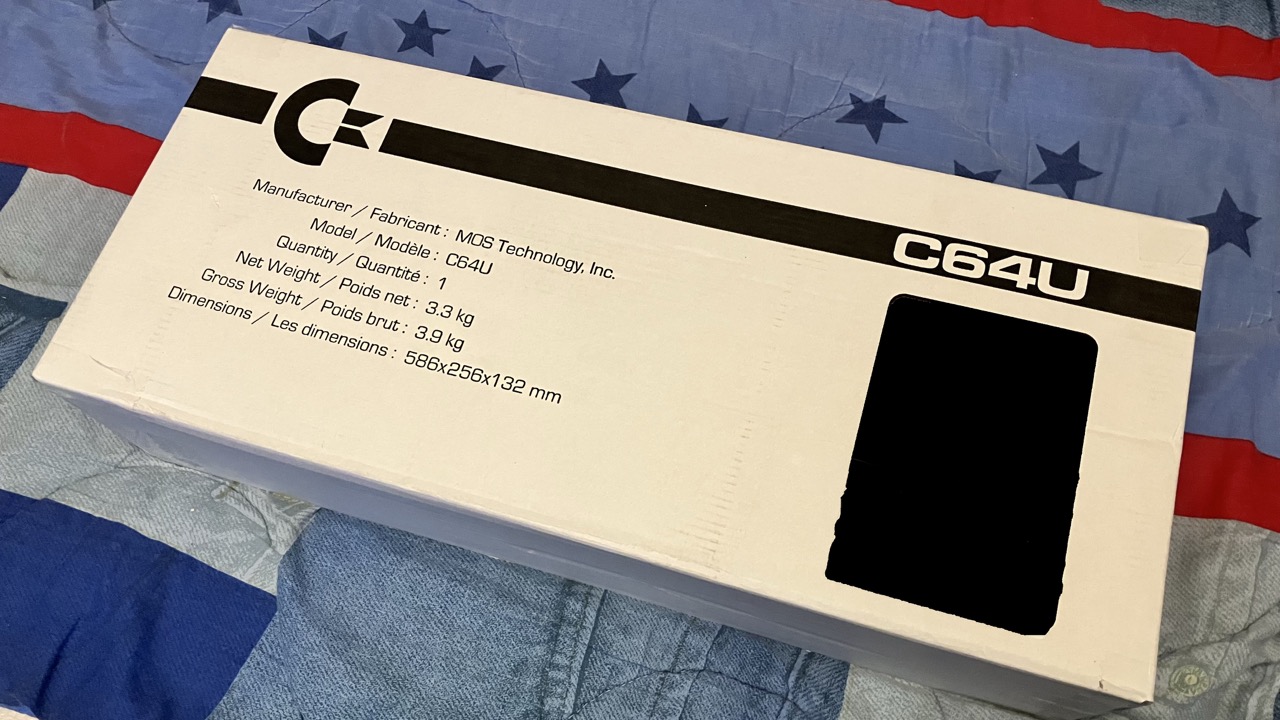 Manufacturer / Fabricant : MOS Technology, Inc.
Model / Modèle : C64U
Quantity / Quantité : 1
Net Weight / Poids net : 3.3 kg
Gross Weight / Poids brut : 3.9 kg
Dimensions / Les dimensions : 586x256x132 mm
C64U